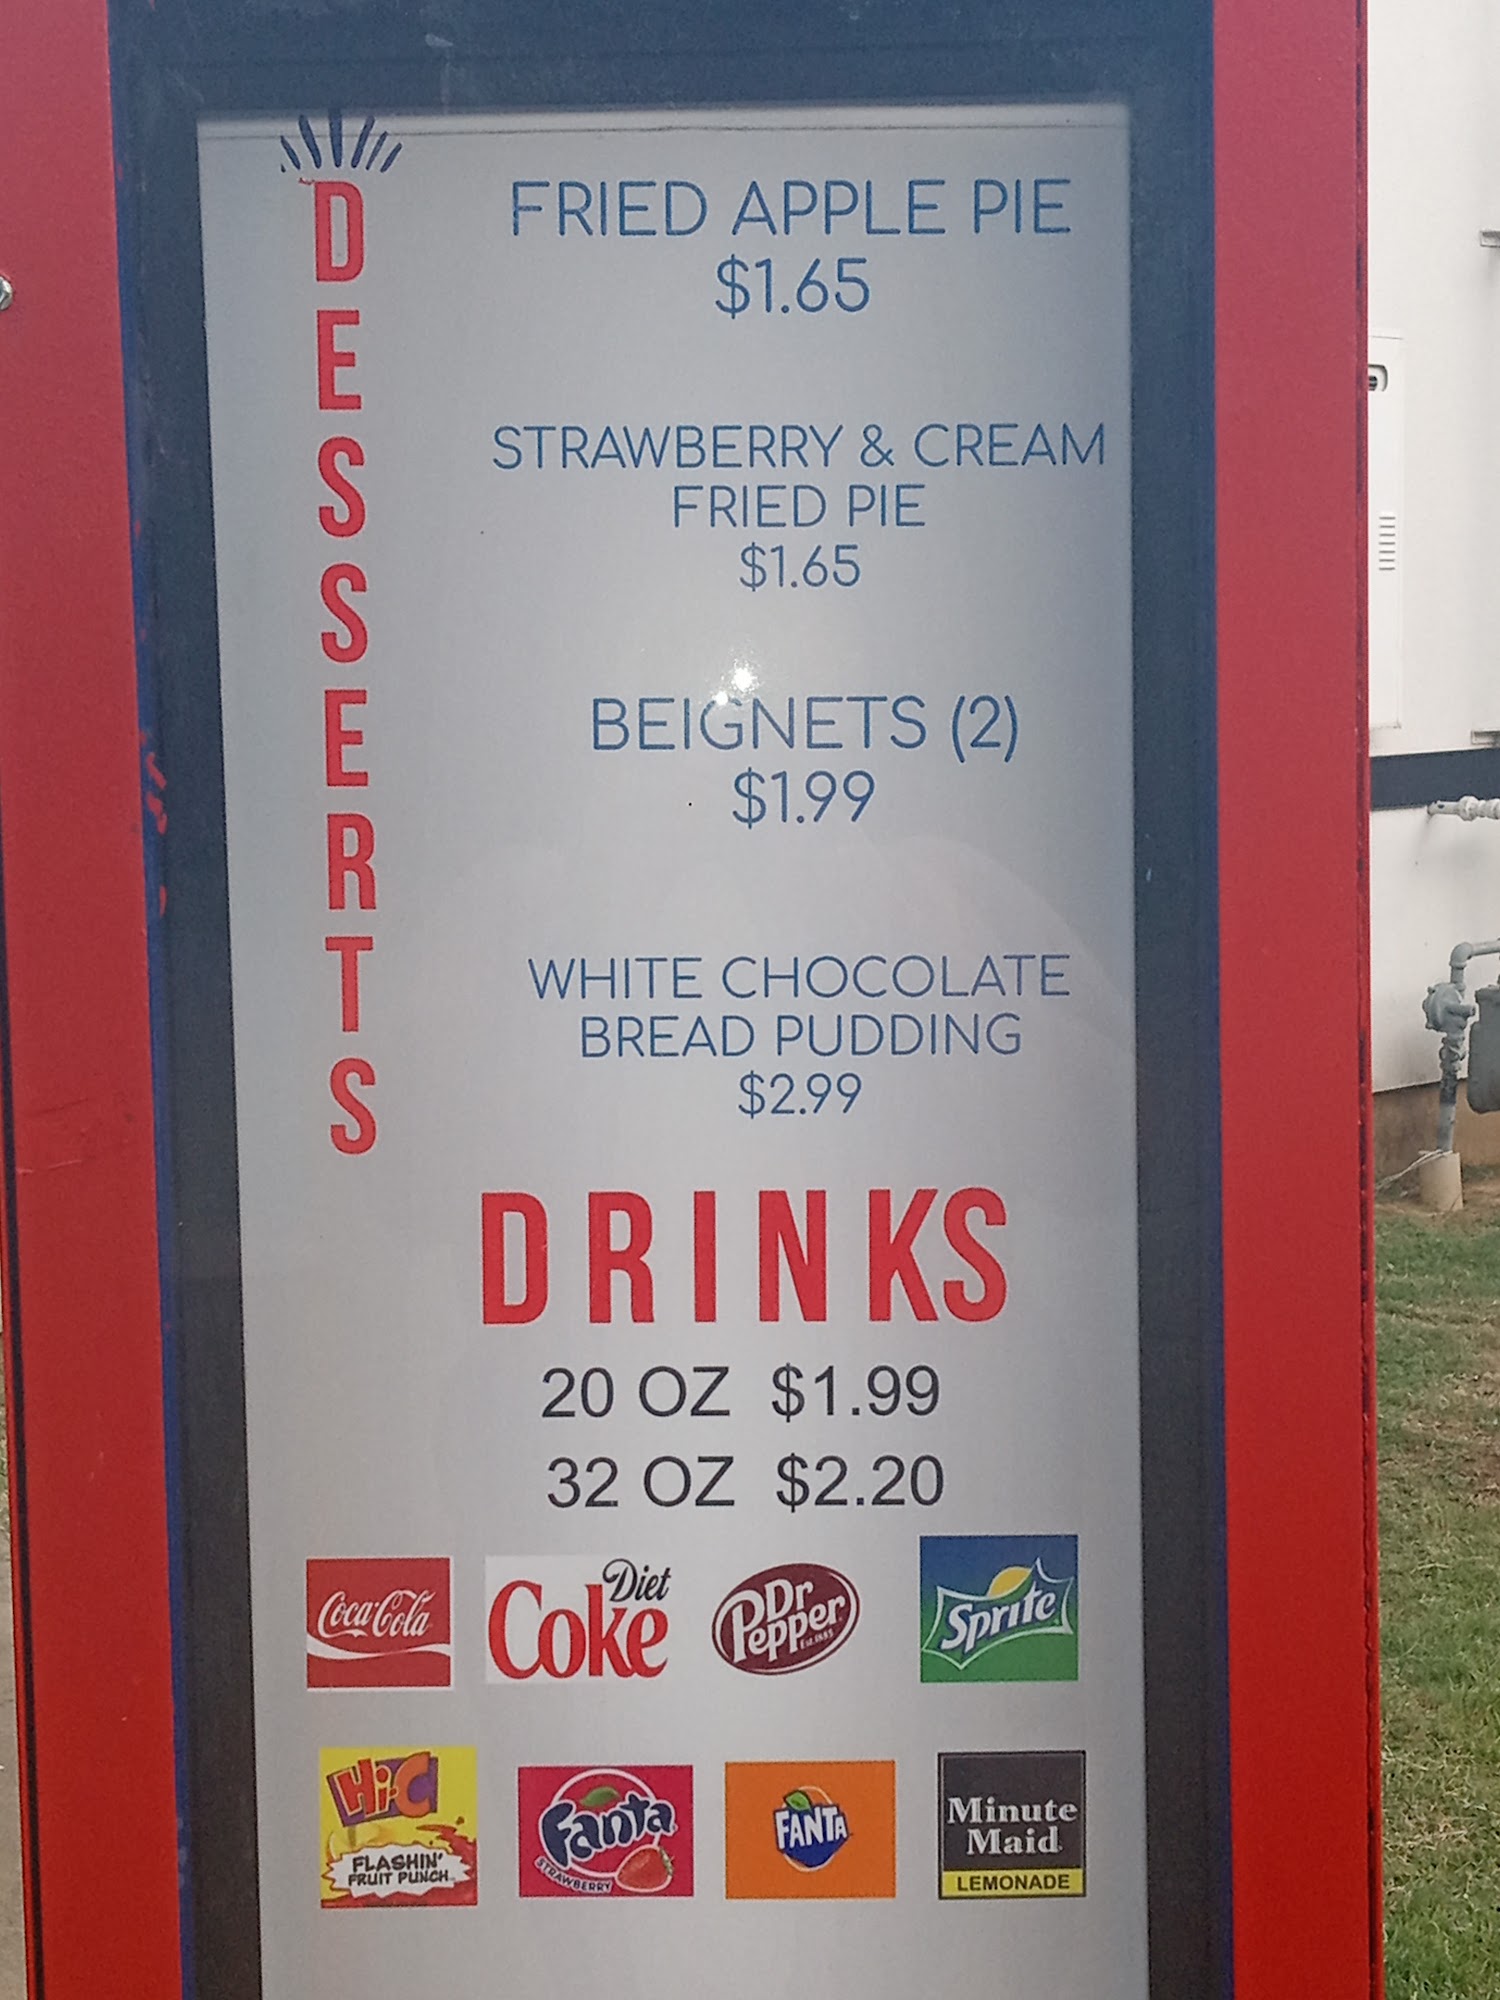 DESSERTS
FRIED APPLE PIE
$1.65
STRAWBERRY & CREAM
FRIED PIE
$1.65
BEIGNETS (2)
$1.99
WHITE CHOCOLATE
BREAD PUDDING
$2.99
DRINKS
20 OZ $1.99
32 OZ $2.20
Coca-Cola
Diet
Coke
Dr
Pepper
Est. 1885
Sprite
Hi-C
FLASHIN'
FRUIT PUNCH
Fanta
STRAWBERRY
FANTA
Minute
Maid
LEMONADE